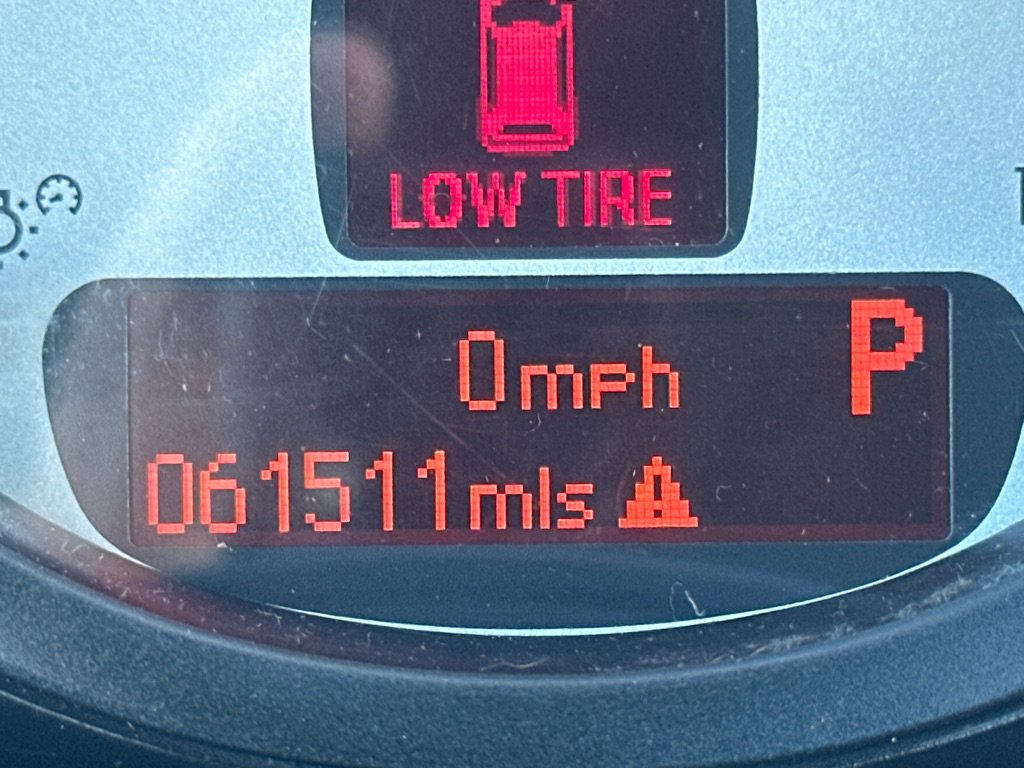 LOW TIRE
P
0mph
061511mls